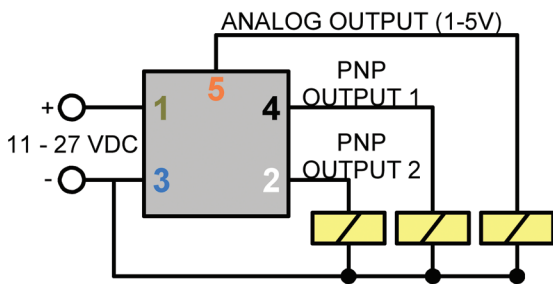 ANALOG OUTPUT (1-5V)
PNP
OUTPUT 1
5
+
1
4
11 - 27 VDC
PNP
OUTPUT 2
-
3
2